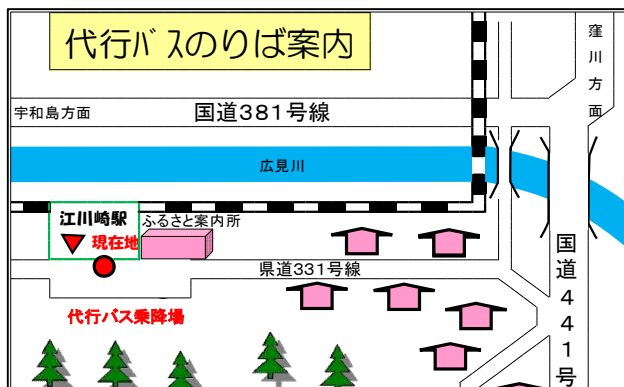 代行バスのりば案内
窪川方面
宇和島方面
国道381号線
広見川
江川崎駅
ふるさと案内所
現在地
県道331号線
国道441号
代行バス乗降場